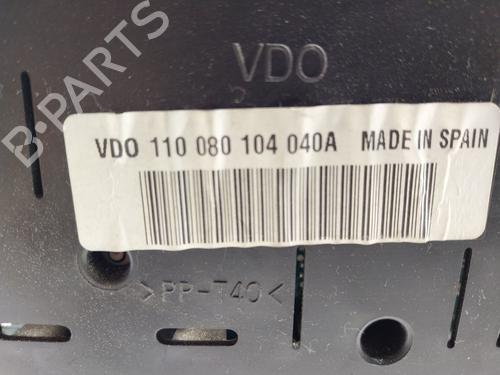 B-PARTS
VDO
VDO 110 080 104 040A MADE IN SPAIN
>PP-T40<